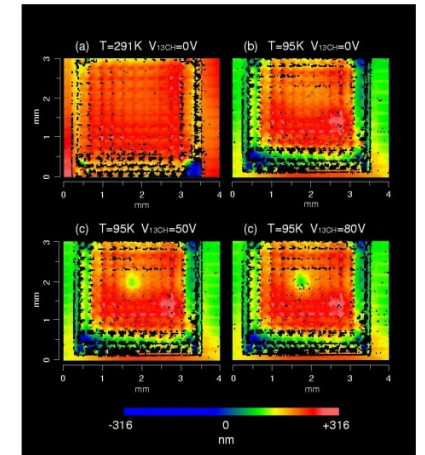 (a) T=291K V13CH=0V
(b) T=95K V13CH=0V
3
2
1
0
mm
0 1 2 3 4
mm
0 1 2 3 4
mm
(c) T=95K V13CH=50V
(c) T=95K V13CH=80V
3
2
1
0
mm
0 1 2 3 4
mm
0 1 2 3 4
mm
-316 0 +316
nm